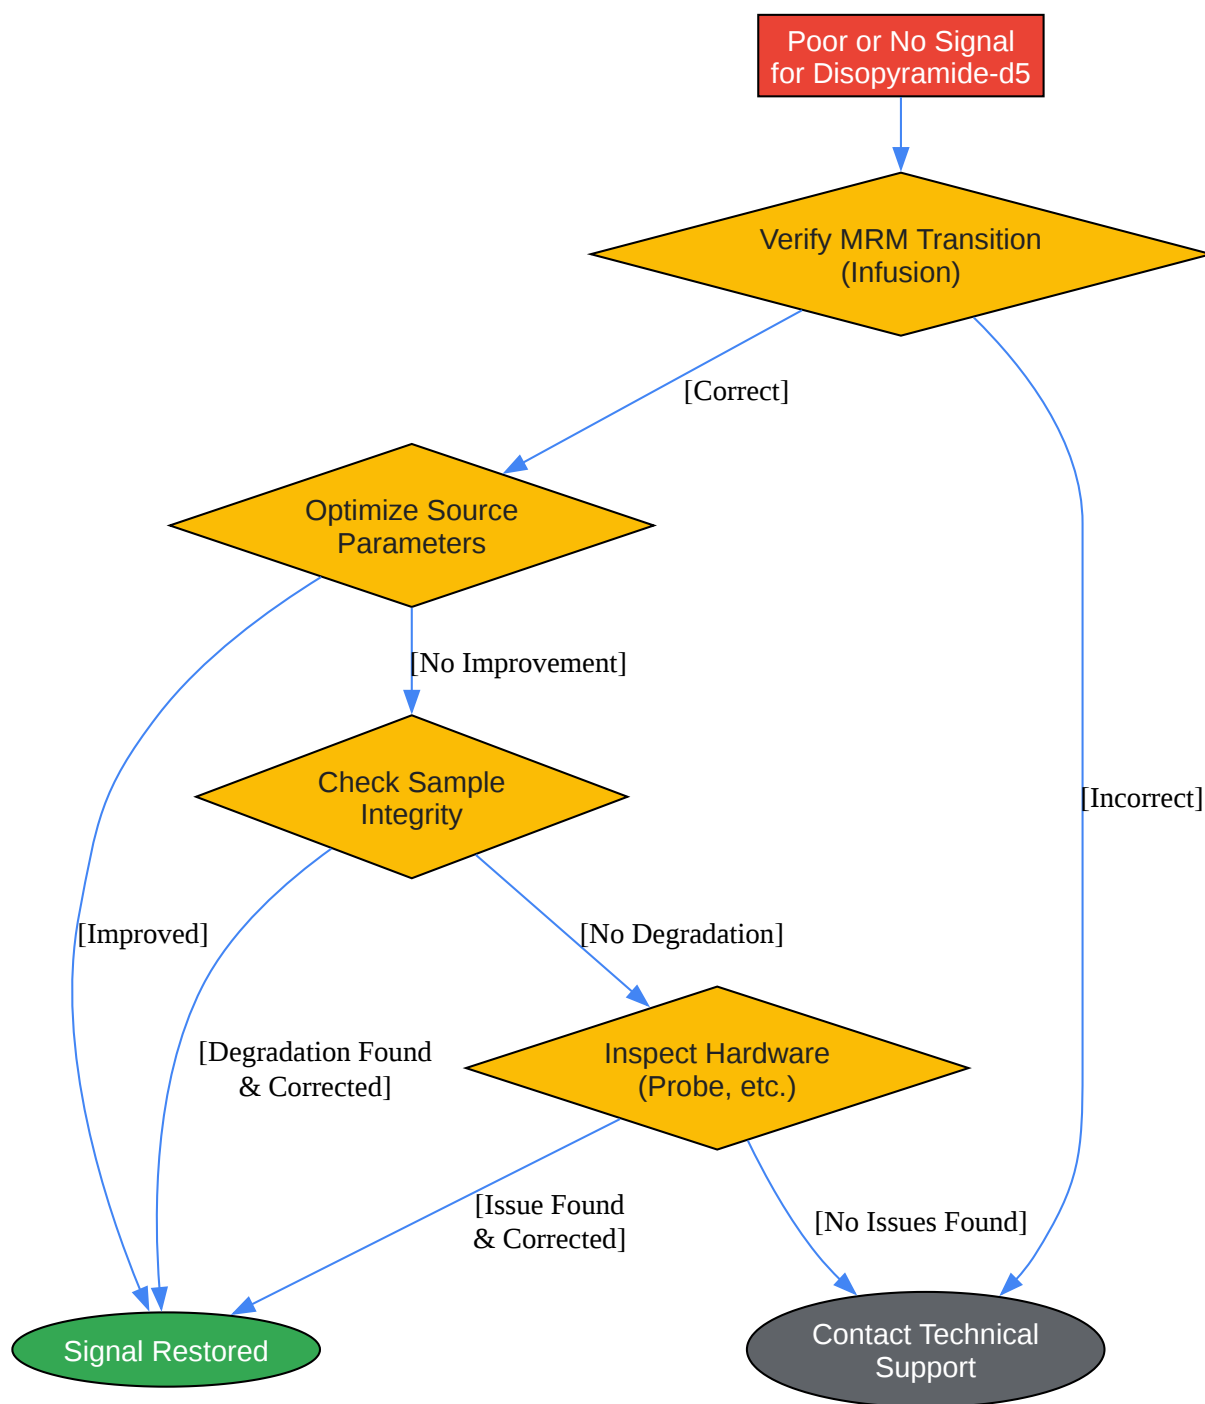 Poor or No Signal
for Disopyramide-d5
Verify MRM Transition
(Infusion)
[Correct]
Optimize Source
Parameters
[No Improvement]
Check Sample
Integrity
[Incorrect]
[Improved]
[No Degradation]
[Degradation Found
& Corrected]
Inspect Hardware
(Probe, etc.)
[Issue Found
& Corrected]
[No Issues Found]
Signal Restored
Contact Technical
Support